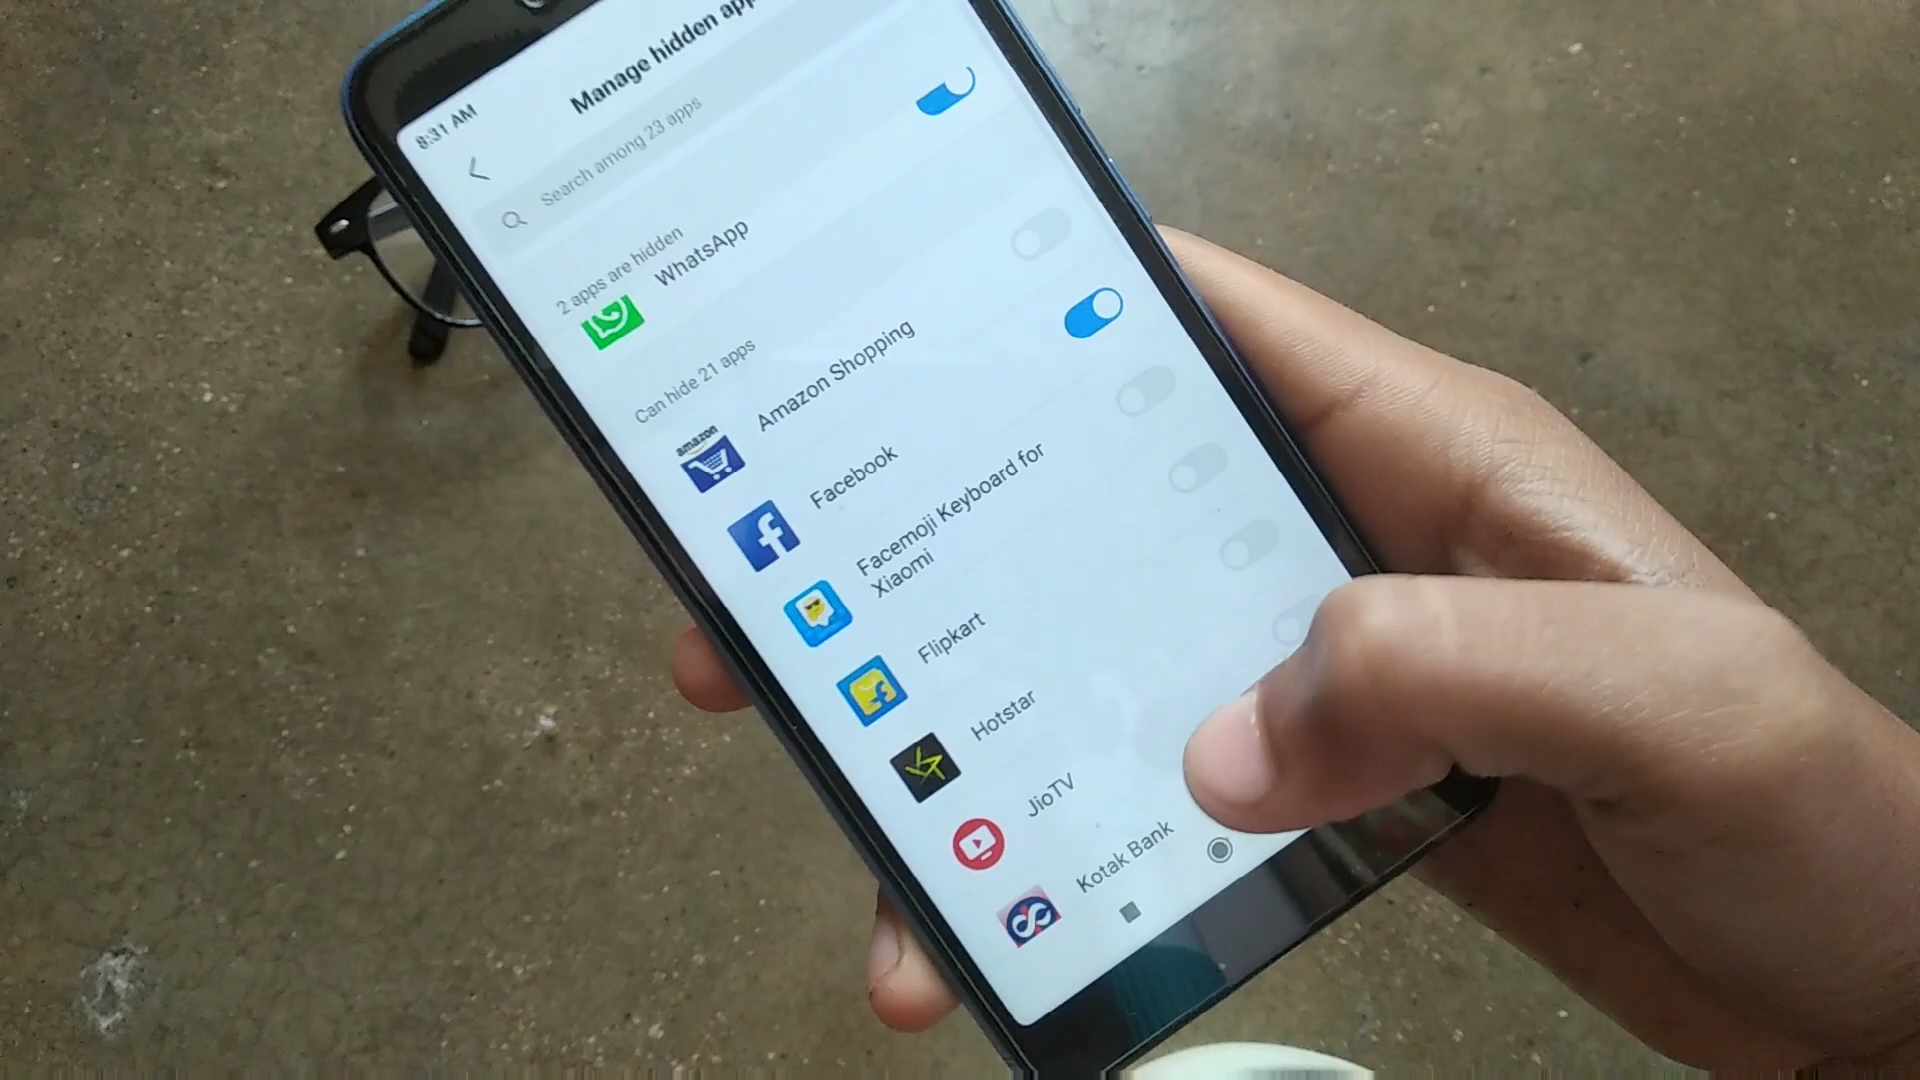 8:31 AM
Manage hidden app
Search among 23 apps
2 apps are hidden
WhatsApp
Can hide 21 apps
amazon
Amazon Shopping
Facebook
Facemoji Keyboard for
Xiaomi
Flipkart
Hotstar
JioTV
Kotak Bank